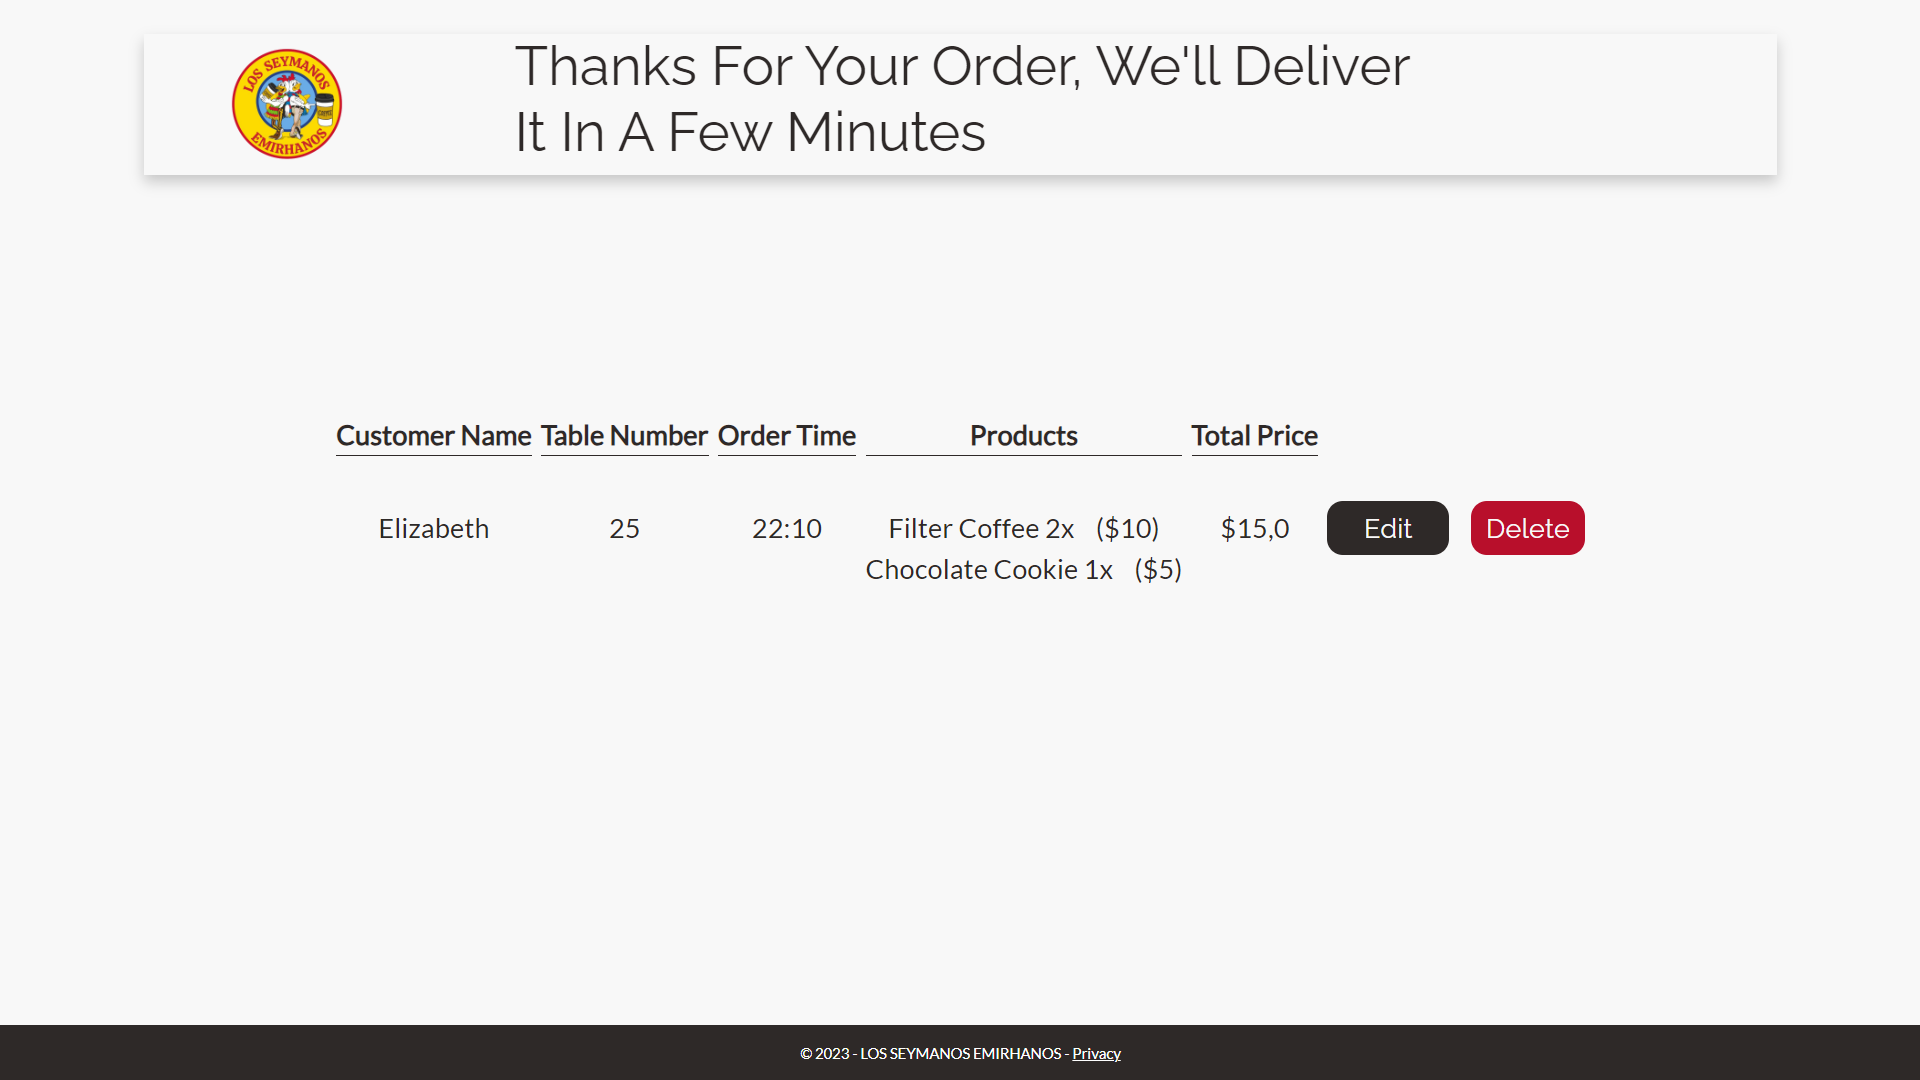 LOS SEYMANOS
EMIRHANOS
Thanks For Your Order, We'll Deliver
It In A Few Minutes
Customer Name Table Number Order Time Products Total Price
Elizabeth 25 22:10 Filter Coffee 2x ($10) $15,0 Edit Delete
Chocolate Cookie 1x ($5)
© 2023 - LOS SEYMANOS EMIRHANOS - Privacy